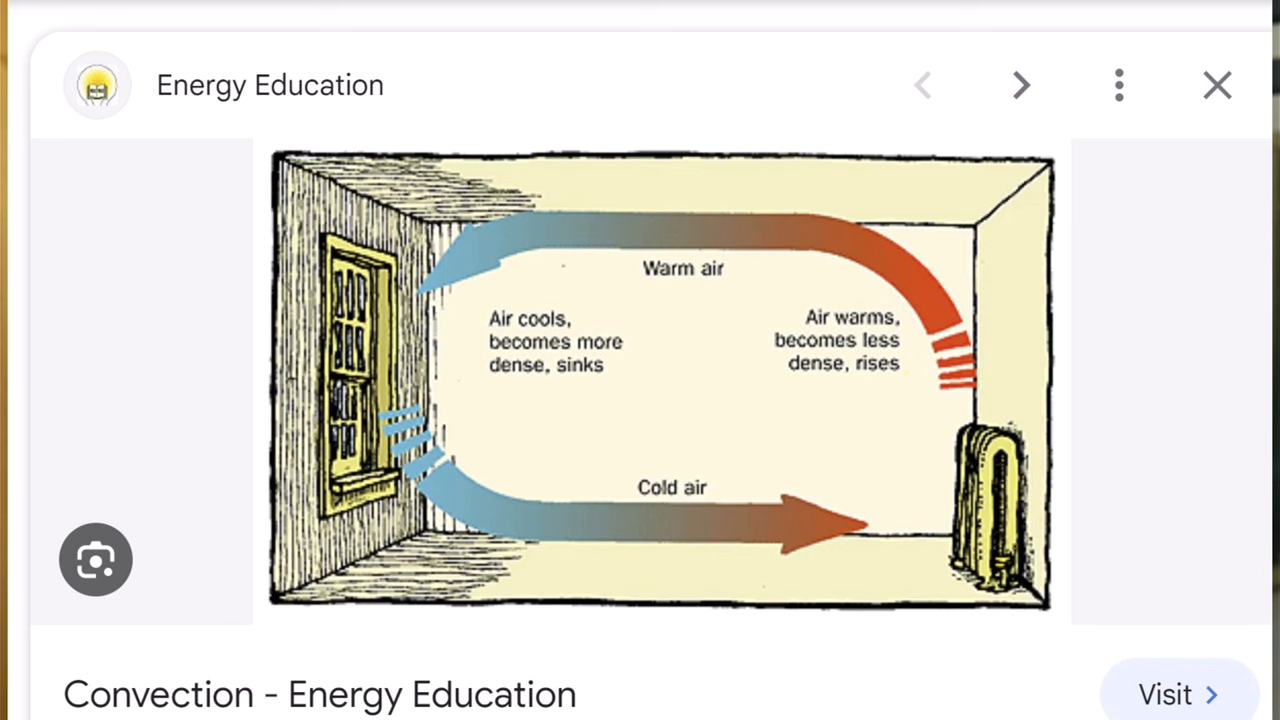 Energy Education
Warm air
Air cools,
becomes more
dense, sinks
Air warms,
becomes less
dense, rises
Cold air
Convection - Energy Education
Visit